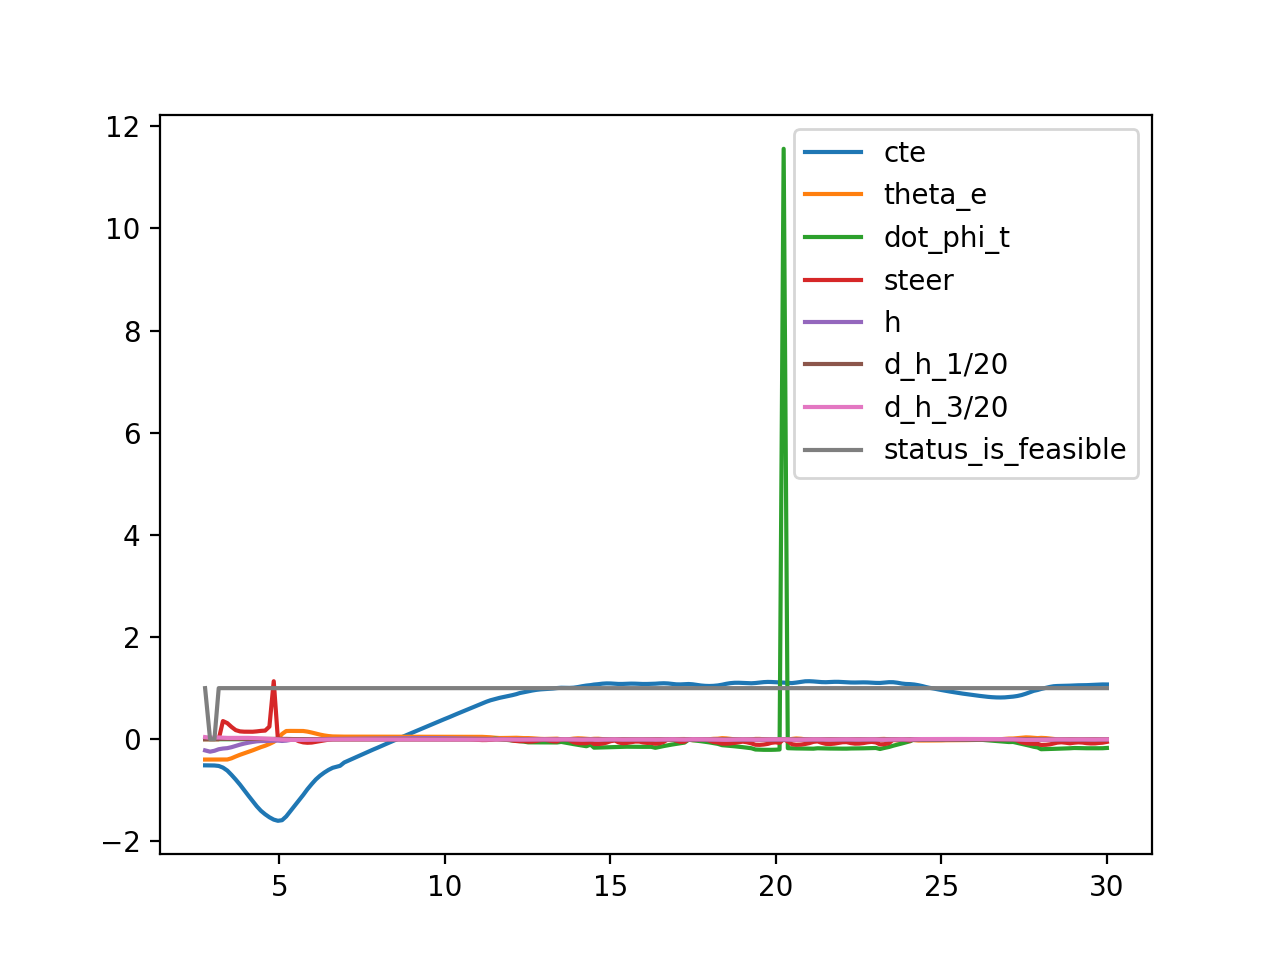 12
10
8
6
4
2
0
−2
5
10
15
20
25
30
cte
theta_e
dot_phi_t
steer
h
d_h_1/20
d_h_3/20
status_is_feasible